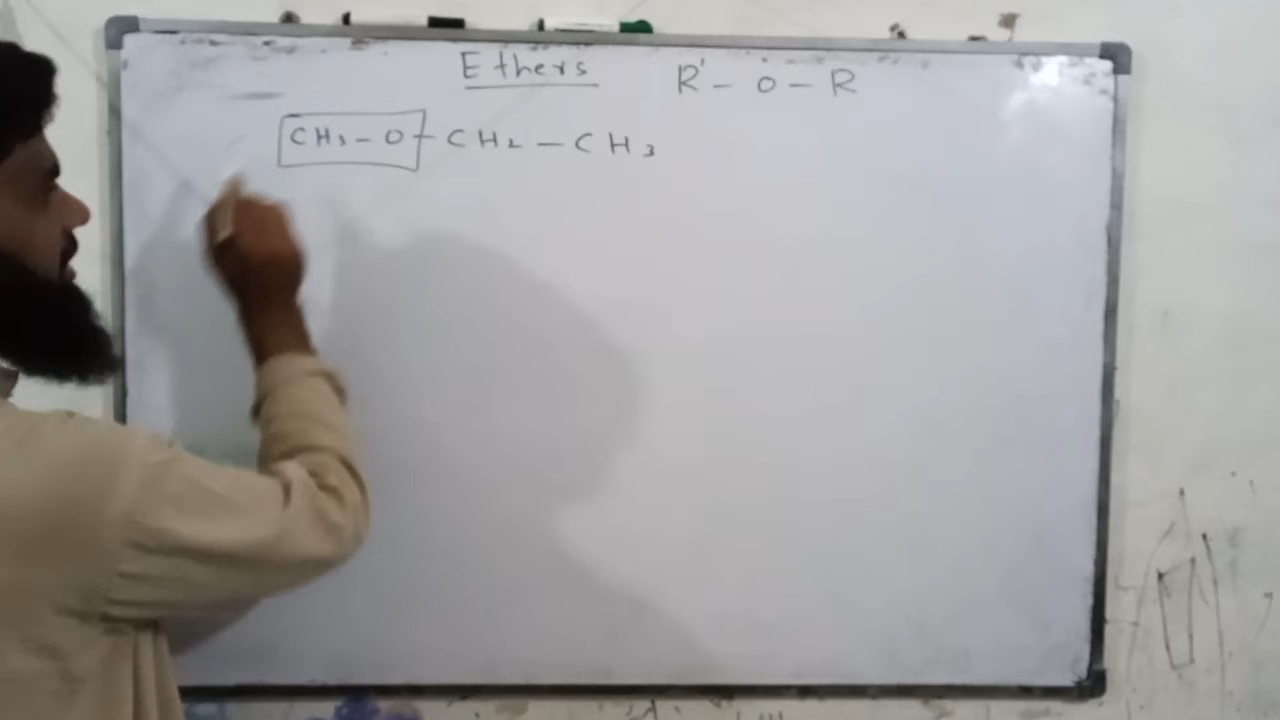 Ethers R' - O - R
CH₃ - O - CH₂ - CH₃